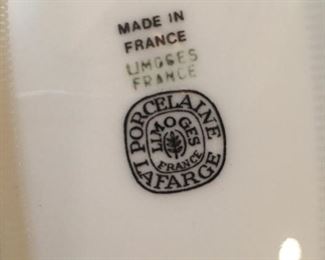 MADE IN
FRANCE
LIMOGES
FRANCE
PORCELAINE
LIMOGES
FRANCE
LAFARGE